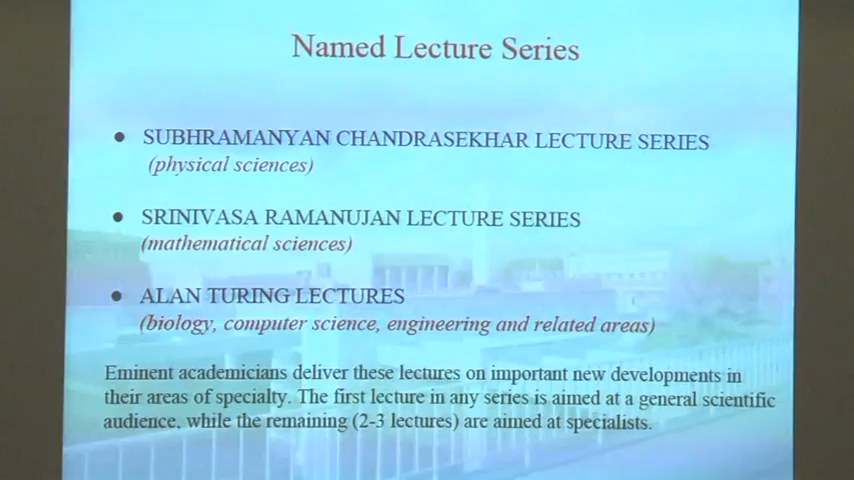 Named Lecture Series
● SUBHRAMANYAN CHANDRASEKHAR LECTURE SERIES
(physical sciences)
● SRINIVASA RAMANUJAN LECTURE SERIES
(mathematical sciences)
● ALAN TURING LECTURES
(biology, computer science, engineering and related areas)
Eminent academicians deliver these lectures on important new developments in
their areas of specialty. The first lecture in any series is aimed at a general scientific
audience, while the remaining (2-3 lectures) are aimed at specialists.